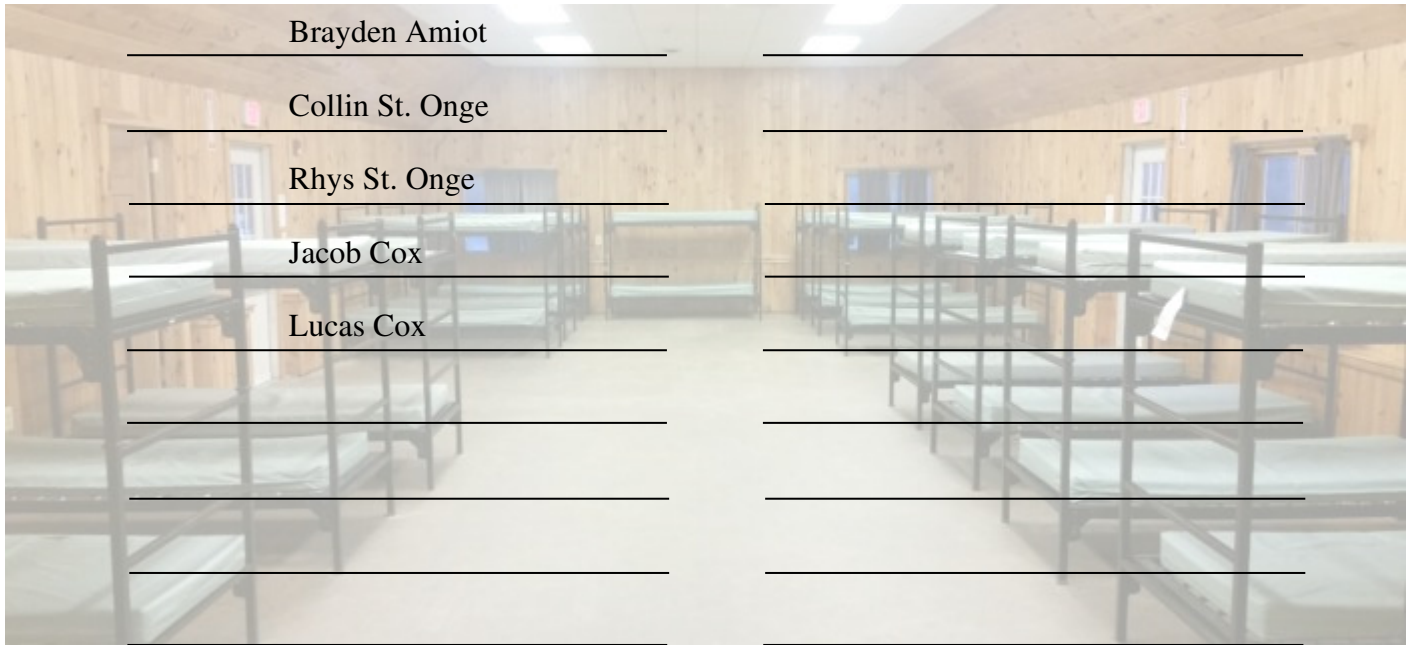 Brayden Amiot
Collin St. Onge
Rhys St. Onge
Jacob Cox
Lucas Cox